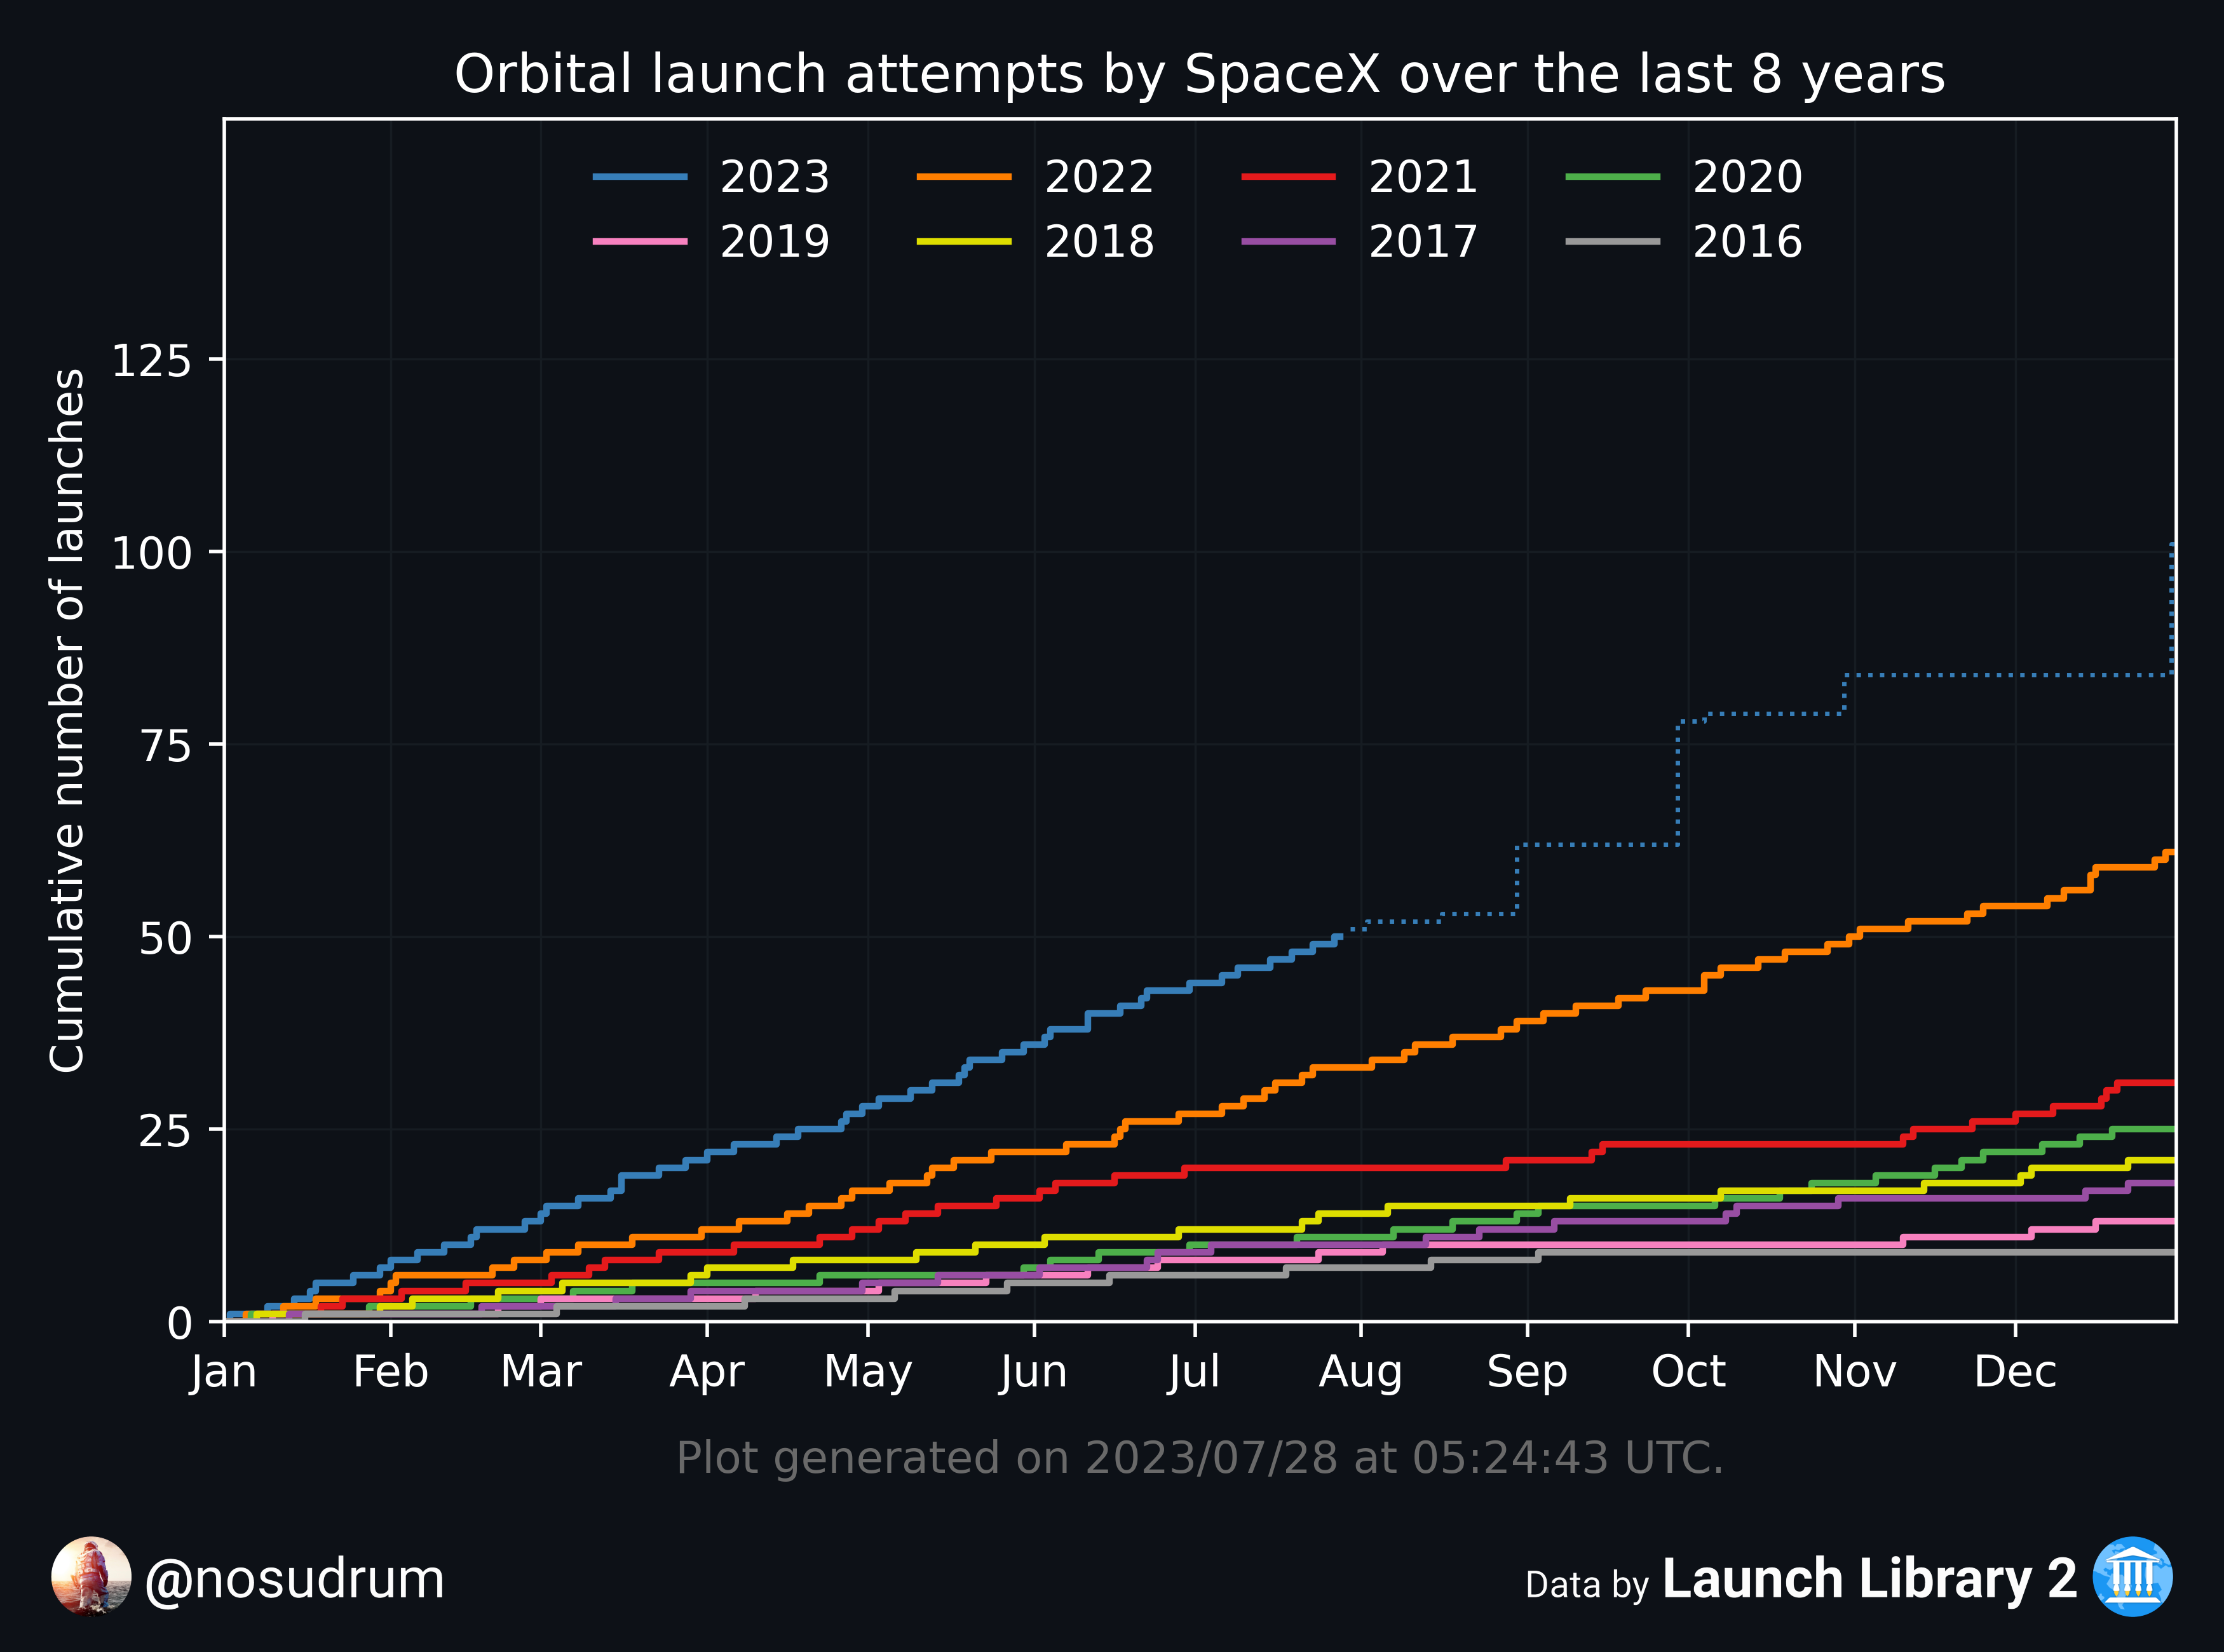 Orbital launch attempts by SpaceX over the last 8 years
2023 2022 2021 2020
2019 2018 2017 2016
Cumulative number of launches
125
100
75
50
25
0
Jan Feb Mar Apr May Jun Jul Aug Sep Oct Nov Dec
Plot generated on 2023/07/28 at 05:24:43 UTC.
@nosudrum
Data by Launch Library 2